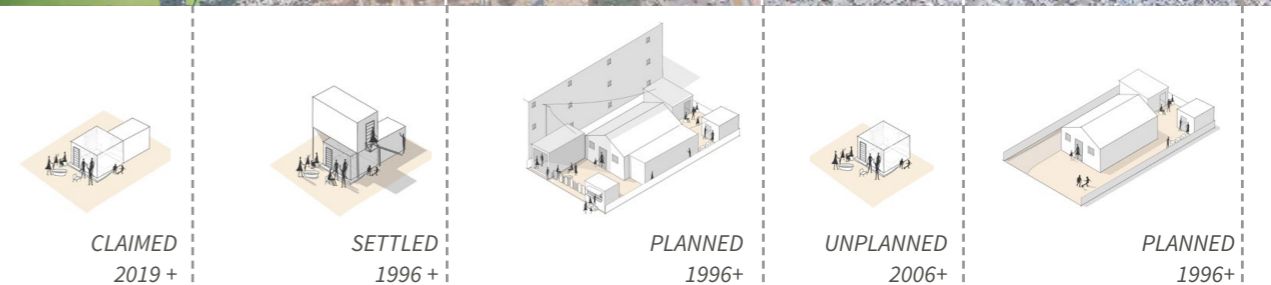 CLAIMED
2019 +
SETTLED
1996 +
PLANNED
1996+
UNPLANNED
2006+
PLANNED
1996+